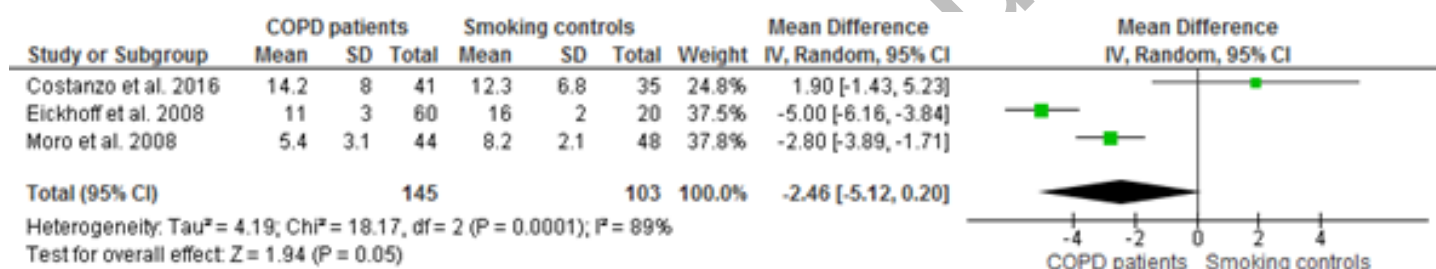 COPD patients Smoking controls Mean Difference Mean Difference
Study or Subgroup Mean SD Total Mean SD Total Weight IV, Random, 95% CI IV, Random, 95% CI
Costanzo et al. 2016 14.2 8 41 12.3 6.8 35 24.8% 1.90 [-1.43, 5.23]
Eickhoff et al. 2008 11 3 60 16 2 20 37.5% -5.00 [-6.16, -3.84]
Moro et al. 2008 5.4 3.1 44 8.2 2.1 48 37.8% -2.80 [-3.89, -1.71]
Total (95% CI) 145 103 100.0% -2.46 [-5.12, 0.20]
Heterogeneity: Tau² = 4.19; Chi² = 18.17, df = 2 (P = 0.0001); I² = 89%
Test for overall effect: Z = 1.94 (P = 0.05)
-4 -2 0 2 4
COPD patients Smoking controls